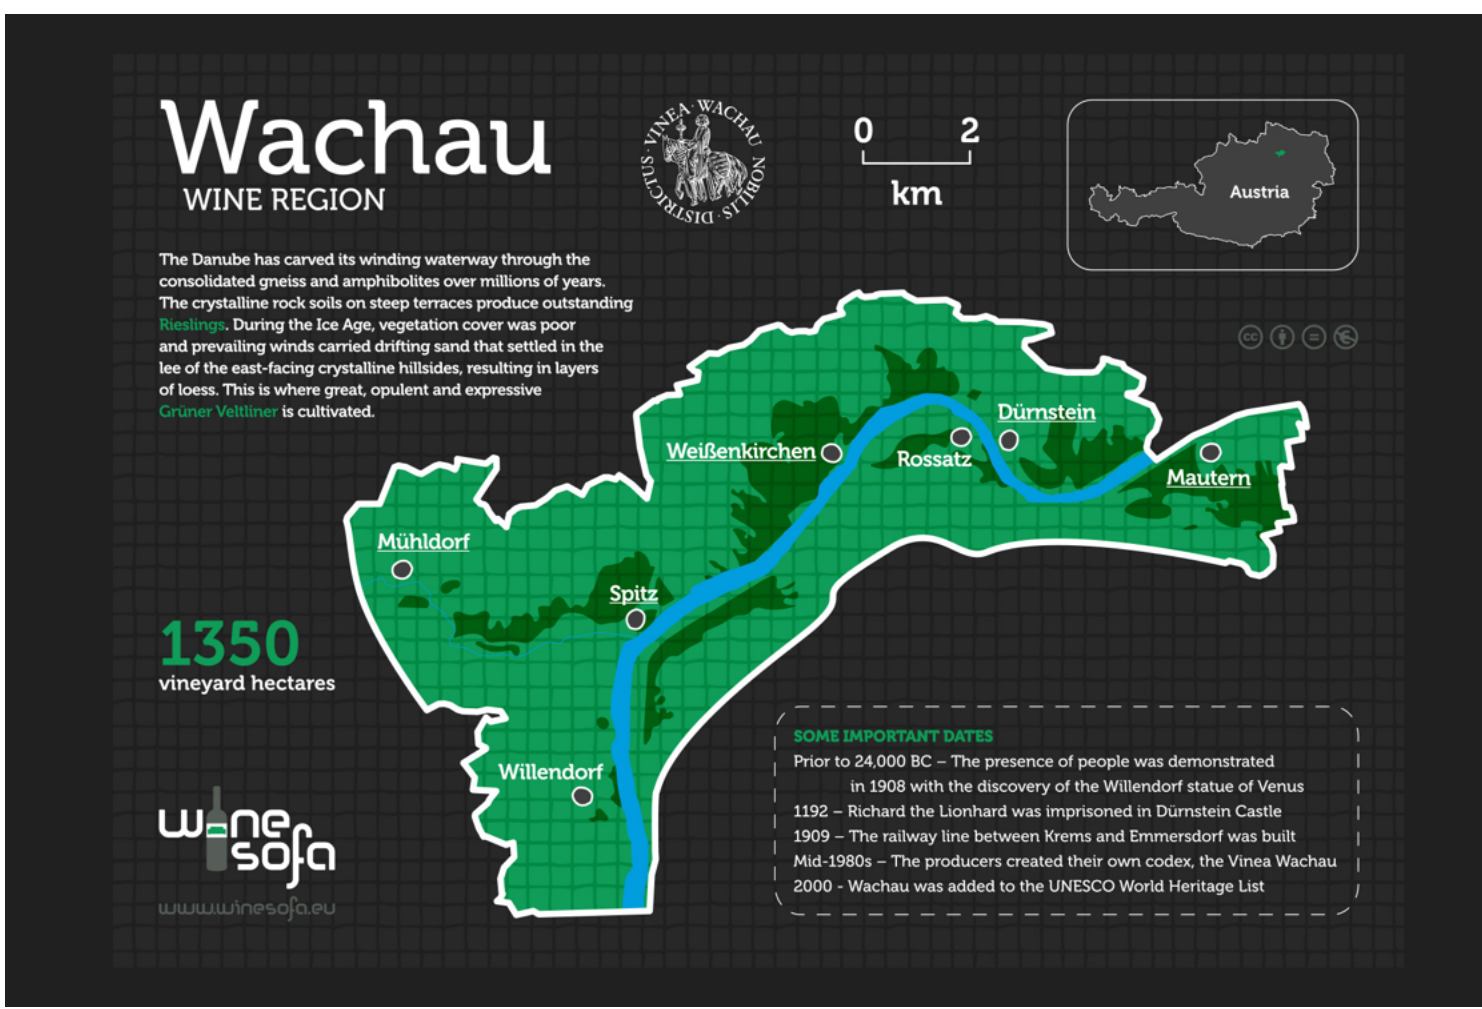 Wachau
WINE REGION
VINEA · WACHAU NOBILIS · DISTRICTUS ·
0 2
km
Austria
The Danube has carved its winding waterway through the
consolidated gneiss and amphibolites over millions of years.
The crystalline rock soils on steep terraces produce outstanding
Rieslings. During the Ice Age, vegetation cover was poor
and prevailing winds carried drifting sand that settled in the
lee of the east-facing crystalline hillsides, resulting in layers
of loess. This is where great, opulent and expressive
Grüner Veltliner is cultivated.
cc
Dürnstein
Weißenkirchen
Rossatz
Mautern
Mühldorf
Spitz
Willendorf
1350
vineyard hectares
wine
sofa
www.winesofa.eu
SOME IMPORTANT DATES
Prior to 24,000 BC – The presence of people was demonstrated
in 1908 with the discovery of the Willendorf statue of Venus
1192 – Richard the Lionhard was imprisoned in Dürnstein Castle
1909 – The railway line between Krems and Emmersdorf was built
Mid-1980s – The producers created their own codex, the Vinea Wachau
2000 - Wachau was added to the UNESCO World Heritage List